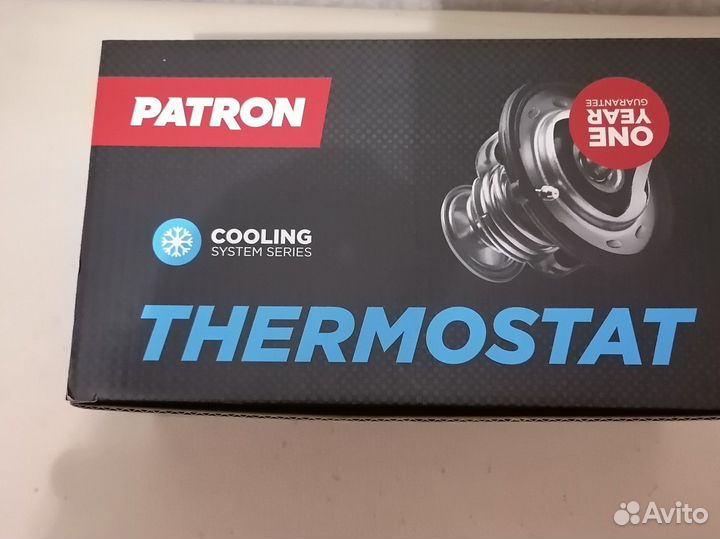 PATRON
ONE
YEAR
GUARANTEE
COOLING
SYSTEM SERIES
THERMOSTAT
Avito